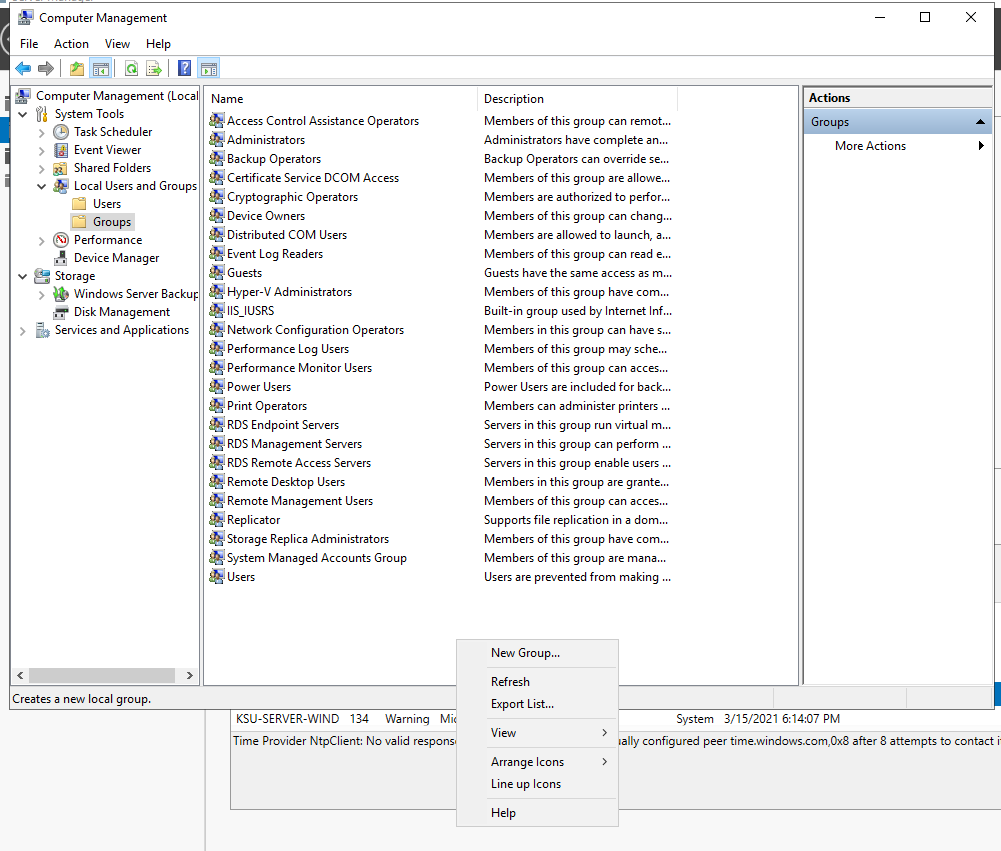 Computer Management
File Action View Help
Computer Management (Local
System Tools
Task Scheduler
Event Viewer
Shared Folders
Local Users and Groups
Users
Groups
Performance
Device Manager
Storage
Windows Server Backup
Disk Management
Services and Applications
Name Description
Access Control Assistance Operators Members of this group can remot...
Administrators Administrators have complete an...
Backup Operators Backup Operators can override se...
Certificate Service DCOM Access Members of this group are allowe...
Cryptographic Operators Members are authorized to perfor...
Device Owners Members of this group can chang...
Distributed COM Users Members are allowed to launch, a...
Event Log Readers Members of this group can read e...
Guests Guests have the same access as m...
Hyper-V Administrators Members of this group have com...
IIS_IUSRS Built-in group used by Internet Inf...
Network Configuration Operators Members in this group can have s...
Performance Log Users Members of this group may sche...
Performance Monitor Users Members of this group can acces...
Power Users Power Users are included for back...
Print Operators Members can administer printers ...
RDS Endpoint Servers Servers in this group run virtual m...
RDS Management Servers Servers in this group can perform ...
RDS Remote Access Servers Servers in this group enable users ...
Remote Desktop Users Members in this group are grante...
Remote Management Users Members of this group can acces...
Replicator Supports file replication in a dom...
Storage Replica Administrators Members of this group have com...
System Managed Accounts Group Members of this group are mana...
Users Users are prevented from making ...
Actions
Groups
More Actions
New Group...
Refresh
Export List...
View
Arrange Icons
Line up Icons
Help
Creates a new local group.
KSU-SERVER-WIND 134 Warning Mic System 3/15/2021 6:14:07 PM
Time Provider NtpClient: No valid respons ually configured peer time.windows.com,0x8 after 8 attempts to contact i